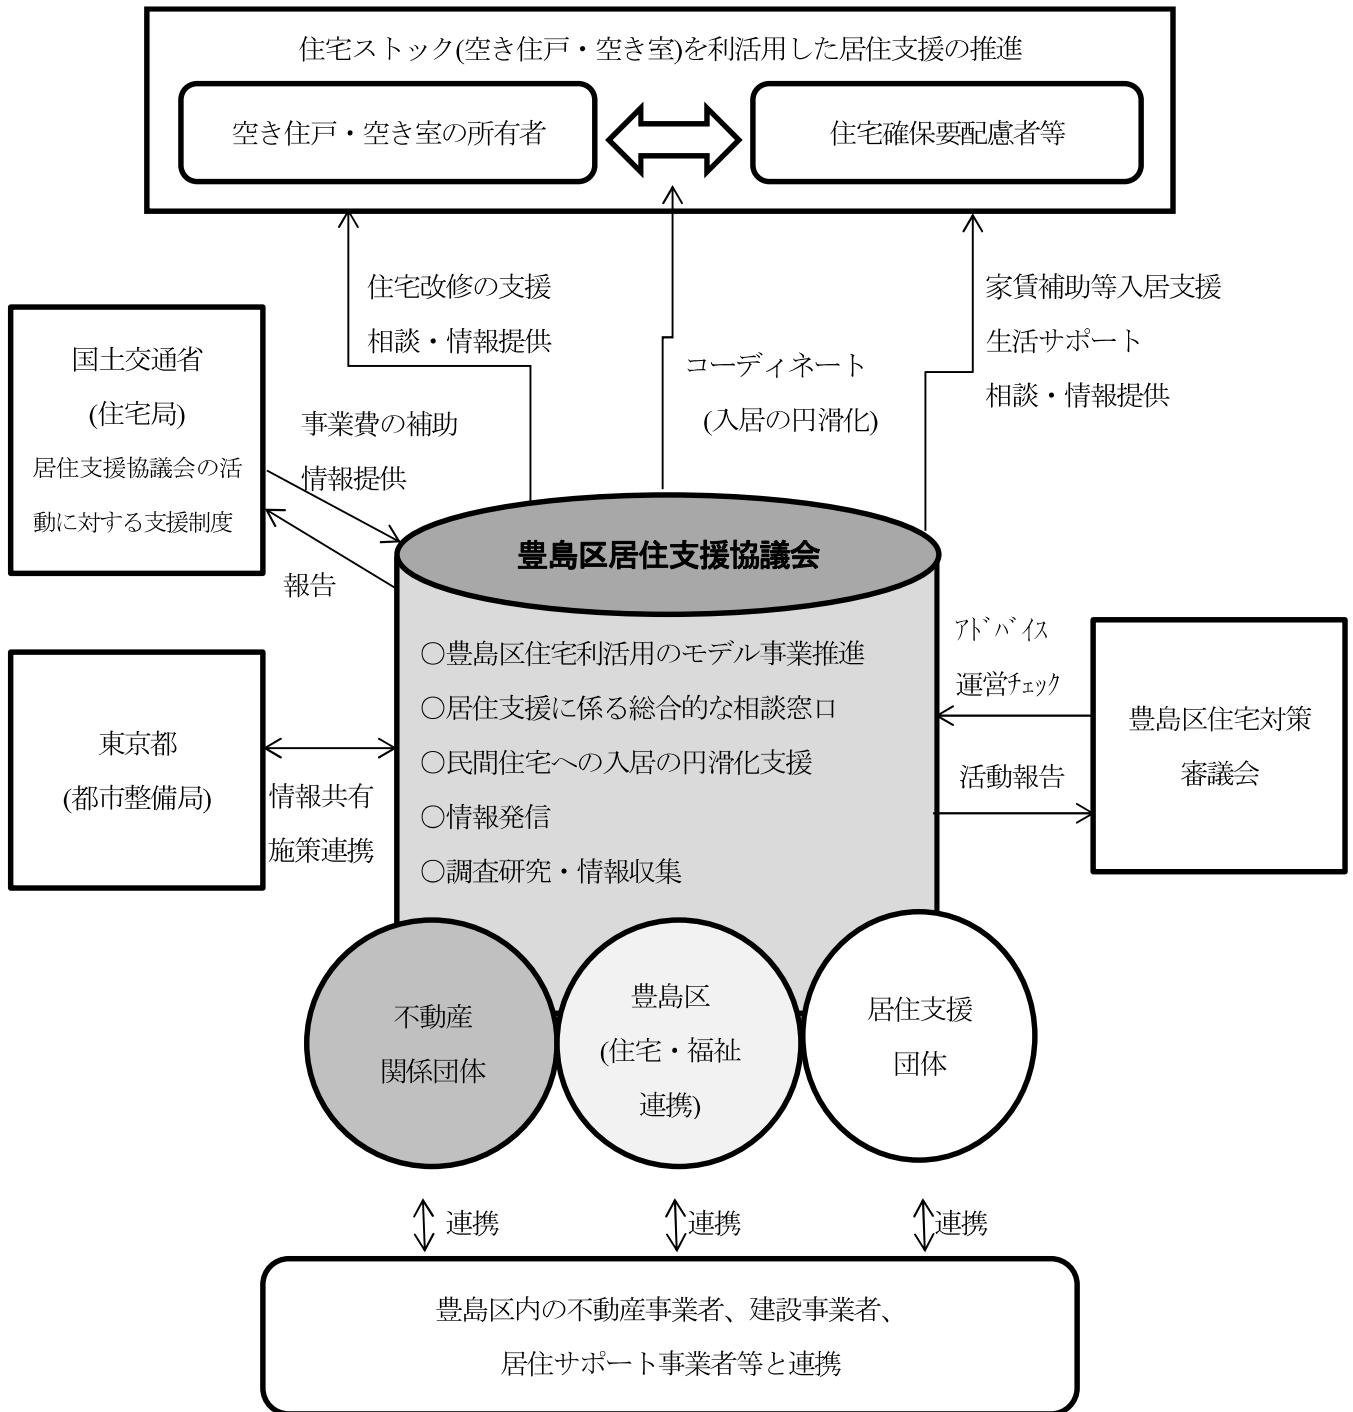 住宅ストック(空き住戸・空き室)を利活用した居住支援の推進
空き住戸・空き室の所有者
住宅確保要配慮者等
住宅改修の支援
相談・情報提供
コーディネート
(入居の円滑化)
家賃補助等入居支援
生活サポート
相談・情報提供
国土交通省
(住宅局)
居住支援協議会の活
動に対する支援制度
事業費の補助
情報提供
報告
豊島区居住支援協議会
〇豊島区住宅利活用のモデル事業推進
〇居住支援に係る総合的な相談窓口
〇民間住宅への入居の円滑化支援
〇情報発信
〇調査研究・情報収集
東京都
(都市整備局)
情報共有
施策連携
ｱﾄﾞﾊﾞｲｽ
運営ﾁｪｯｸ
活動報告
豊島区住宅対策
審議会
不動産
関係団体
豊島区
(住宅・福祉
連携)
居住支援
団体
連携
連携
連携
豊島区内の不動産事業者、建設事業者、
居住サポート事業者等と連携